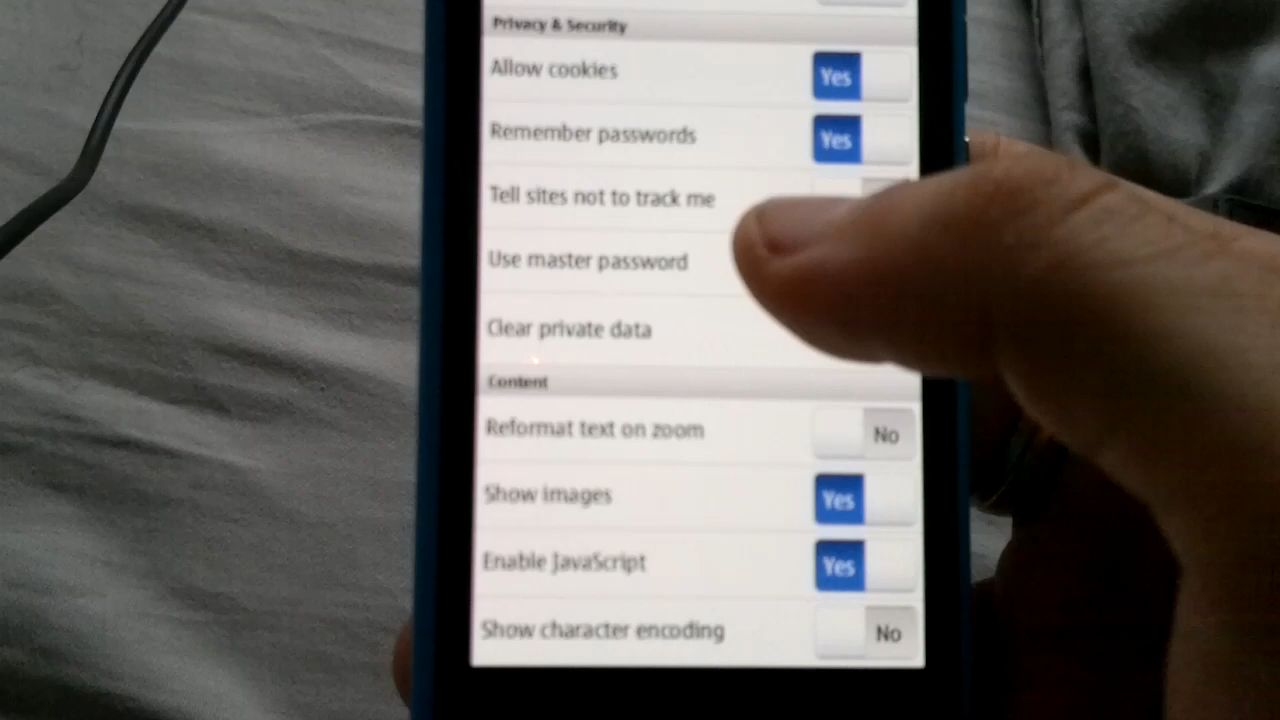 Privacy & Security
Allow cookies Yes
Remember passwords Yes
Tell sites not to track me
Use master password
Clear private data
Content
Reformat text on zoom No
Show images Yes
Enable JavaScript Yes
Show character encoding No